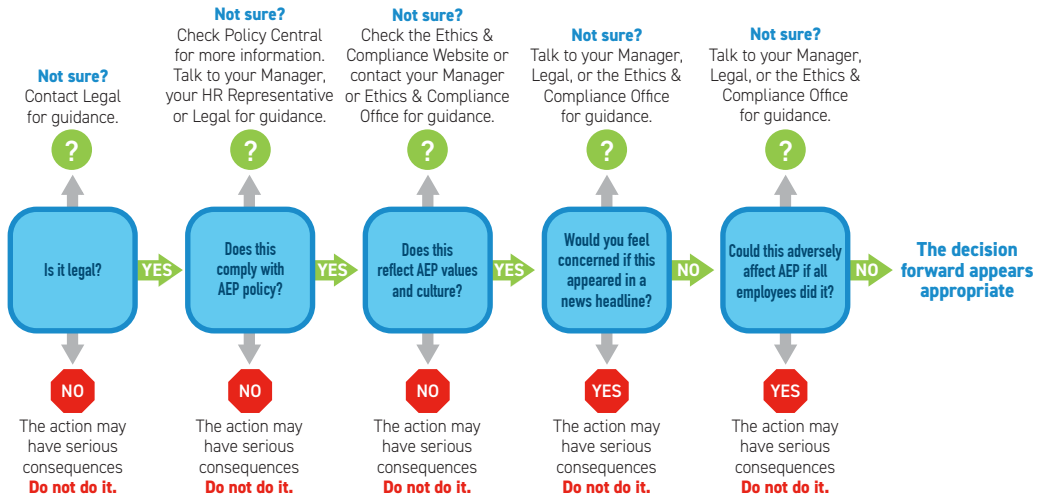 Not sure?
Contact Legal
for guidance.
?
Is it legal?
YES
NO
The action may
have serious
consequences
Do not do it.
Not sure?
Check Policy Central
for more information.
Talk to your Manager,
your HR Representative
or Legal for guidance.
?
Does this
comply with
AEP policy?
YES
NO
The action may
have serious
consequences
Do not do it.
Not sure?
Check the Ethics &
Compliance Website or
contact your Manager
or Ethics & Compliance
Office for guidance.
?
Does this
reflect AEP values
and culture?
YES
NO
The action may
have serious
consequences
Do not do it.
Not sure?
Talk to your Manager,
Legal, or the Ethics &
Compliance Office
for guidance.
?
Would you feel
concerned if this
appeared in a
news headline?
NO
YES
The action may
have serious
consequences
Do not do it.
Not sure?
Talk to your Manager,
Legal, or the Ethics &
Compliance Office
for guidance.
?
Could this adversely
affect AEP if all
employees did it?
NO
YES
The action may
have serious
consequences
Do not do it.
The decision
forward appears
appropriate